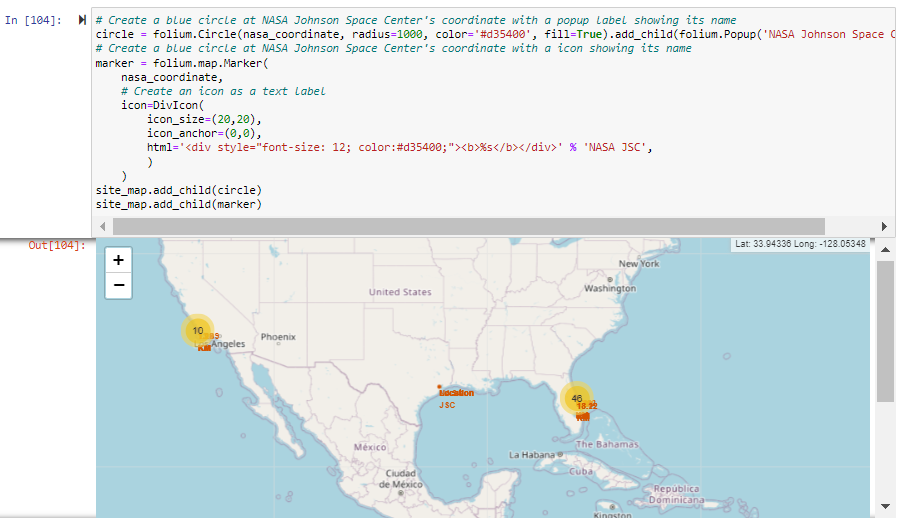 In [104]:
# Create a blue circle at NASA Johnson Space Center's coordinate with a popup label showing its name
circle = folium.Circle(nasa_coordinate, radius=1000, color='#d35400', fill=True).add_child(folium.Popup('NASA Johnson Space C
# Create a blue circle at NASA Johnson Space Center's coordinate with a icon showing its name
marker = folium.map.Marker(
    nasa_coordinate,
    # Create an icon as a text label
    icon=DivIcon(
        icon_size=(20,20),
        icon_anchor=(0,0),
        html='<div style="font-size: 12; color:#d35400;"><b>%s</b></div>' % 'NASA JSC',
        )
    )
site_map.add_child(circle)
site_map.add_child(marker)
Out[104]:
+
−
Lat: 33.94336 Long: -128.05348
New York
United States
Washington
10
Angeles
Phoenix
46
JSC
The Bahamas
México
La Habana
Cuba
Ciudad
de México
República
Dominicana
Kingston